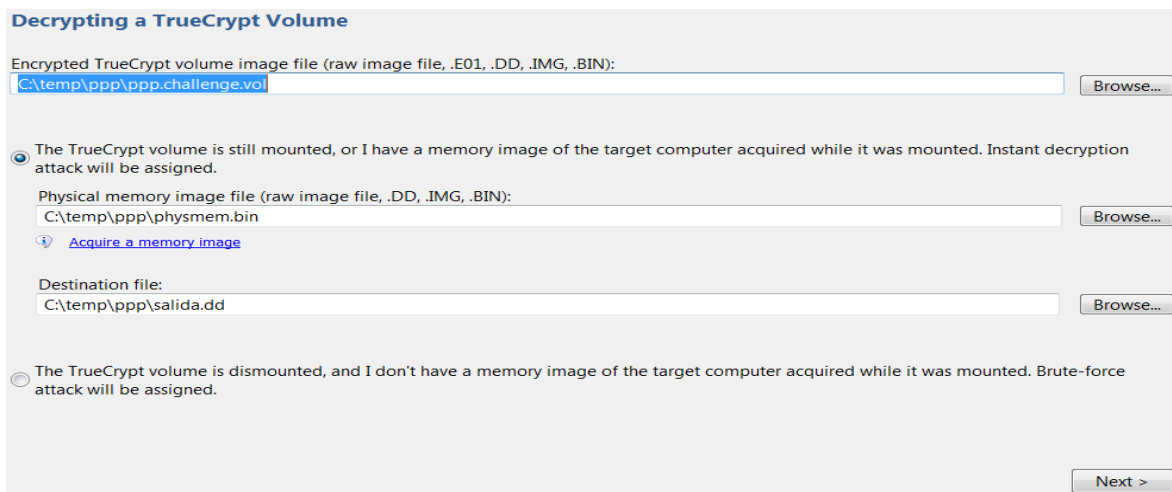 Decrypting a TrueCrypt Volume
Encrypted TrueCrypt volume image file (raw image file, .E01, .DD, .IMG, .BIN):
C:\temp\ppp\ppp.challenge.vol
Browse...
The TrueCrypt volume is still mounted, or I have a memory image of the target computer acquired while it was mounted. Instant decryption
attack will be assigned.
Physical memory image file (raw image file, .DD, .IMG, .BIN):
C:\temp\ppp\physmem.bin
Browse...
Acquire a memory image
Destination file:
C:\temp\ppp\salida.dd
Browse...
The TrueCrypt volume is dismounted, and I don't have a memory image of the target computer acquired while it was mounted. Brute-force
attack will be assigned.
Next >